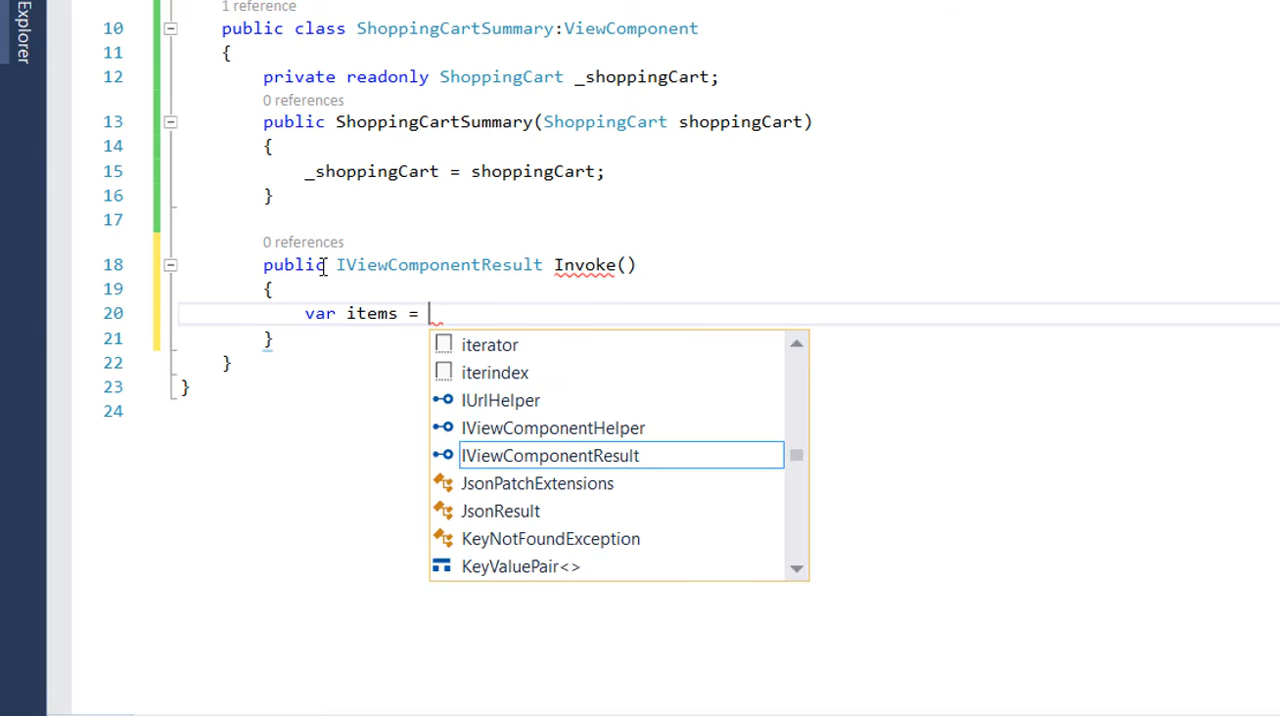 Explorer
1 reference
10 public class ShoppingCartSummary:ViewComponent
11 {
12 private readonly ShoppingCart _shoppingCart;
0 references
13 public ShoppingCartSummary(ShoppingCart shoppingCart)
14 {
15 _shoppingCart = shoppingCart;
16 }
17
0 references
18 public IViewComponentResult Invoke()
19 {
20 var items =
21 }
22 }
23 }
24
iterator
iterindex
IUrlHelper
IViewComponentHelper
IViewComponentResult
JsonPatchExtensions
JsonResult
KeyNotFoundException
KeyValuePair<>